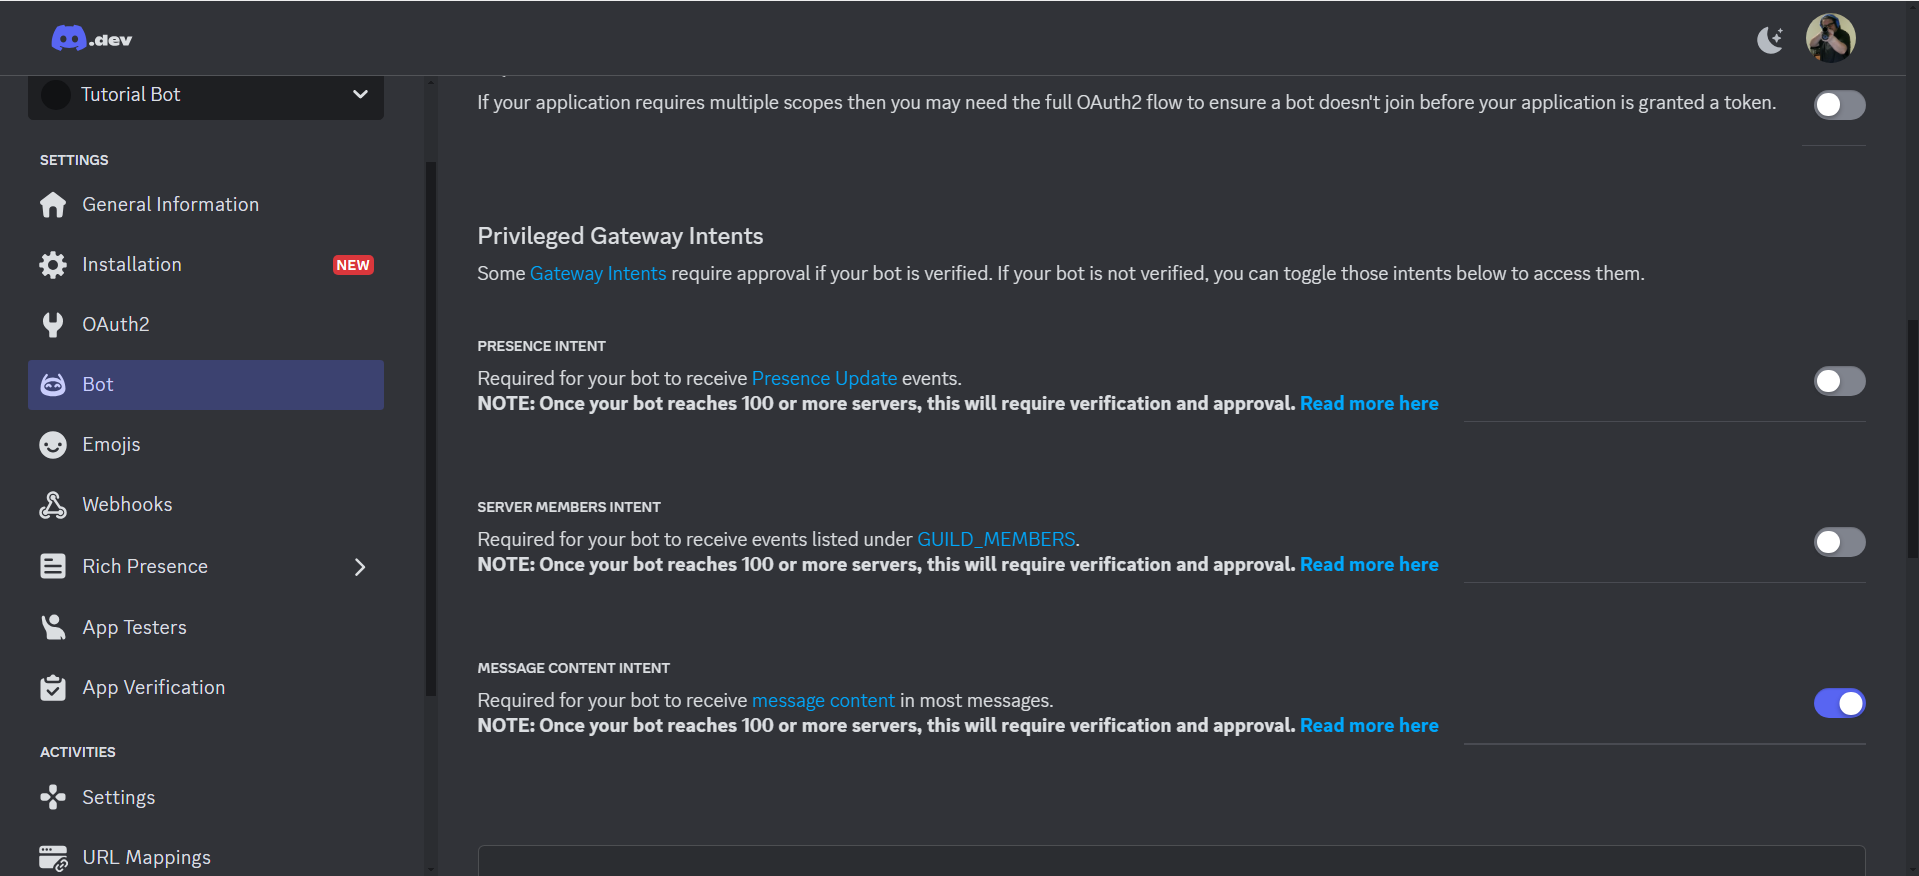 .dev
Tutorial Bot
SETTINGS
General Information
Installation
NEW
OAuth2
Bot
Emojis
Webhooks
Rich Presence
App Testers
App Verification
ACTIVITIES
Settings
URL Mappings
If your application requires multiple scopes then you may need the full OAuth2 flow to ensure a bot doesn't join before your application is granted a token.
Privileged Gateway Intents
Some Gateway Intents require approval if your bot is verified. If your bot is not verified, you can toggle those intents below to access them.
PRESENCE INTENT
Required for your bot to receive Presence Update events.
NOTE: Once your bot reaches 100 or more servers, this will require verification and approval. Read more here
SERVER MEMBERS INTENT
Required for your bot to receive events listed under GUILD_MEMBERS.
NOTE: Once your bot reaches 100 or more servers, this will require verification and approval. Read more here
MESSAGE CONTENT INTENT
Required for your bot to receive message content in most messages.
NOTE: Once your bot reaches 100 or more servers, this will require verification and approval. Read more here